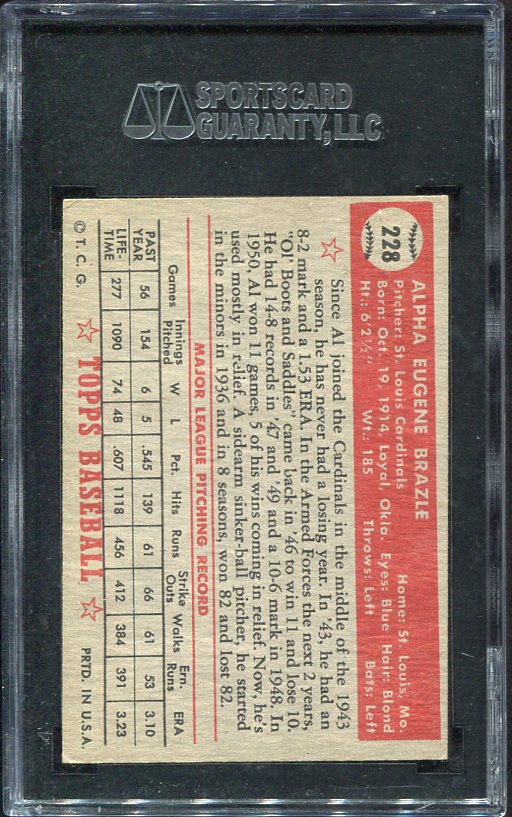 SPORTSCARD
GUARANTY, LLC
228
ALPHA EUGENE BRAZLE
Pitcher: St. Louis Cardinals Home: St. Louis, Mo.
Born: Oct. 19, 1914, Loyal, Okla. Eyes: Blue Hair: Blond
Ht.: 6'2½" Wt.: 185 Throws: Left Bats: Left
Since Al joined the Cardinals in the middle of the 1943
season, he has never had a losing year. In '43, he had an
8-2 mark and a 1.53 ERA. In the Armed Forces the next 2 years,
"Ol' Boots and Saddles" came back in '46 to win 11 and lose 10.
He had 14-8 records in '47 and '49 and a 10-6 mark in 1948. In
1950, Al won 11 games, 5 of his wins coming in relief. Now, he's
used mostly in relief. A sidearm sinker-ball pitcher, he started
in the minors in 1936 and in 8 seasons, won 82 and lost 82.
MAJOR LEAGUE PITCHING RECORD
Games Innings Pitched W L Pct. Hits Runs Strike Outs Walks Ern. Runs ERA
PAST YEAR 56 154 6 5 .545 139 61 66 61 53 3.10
LIFE-TIME 277 1090 74 48 .607 1118 456 412 384 391 3.23
© T. C. G. TOPPS BASEBALL PRTD. IN U.S.A.